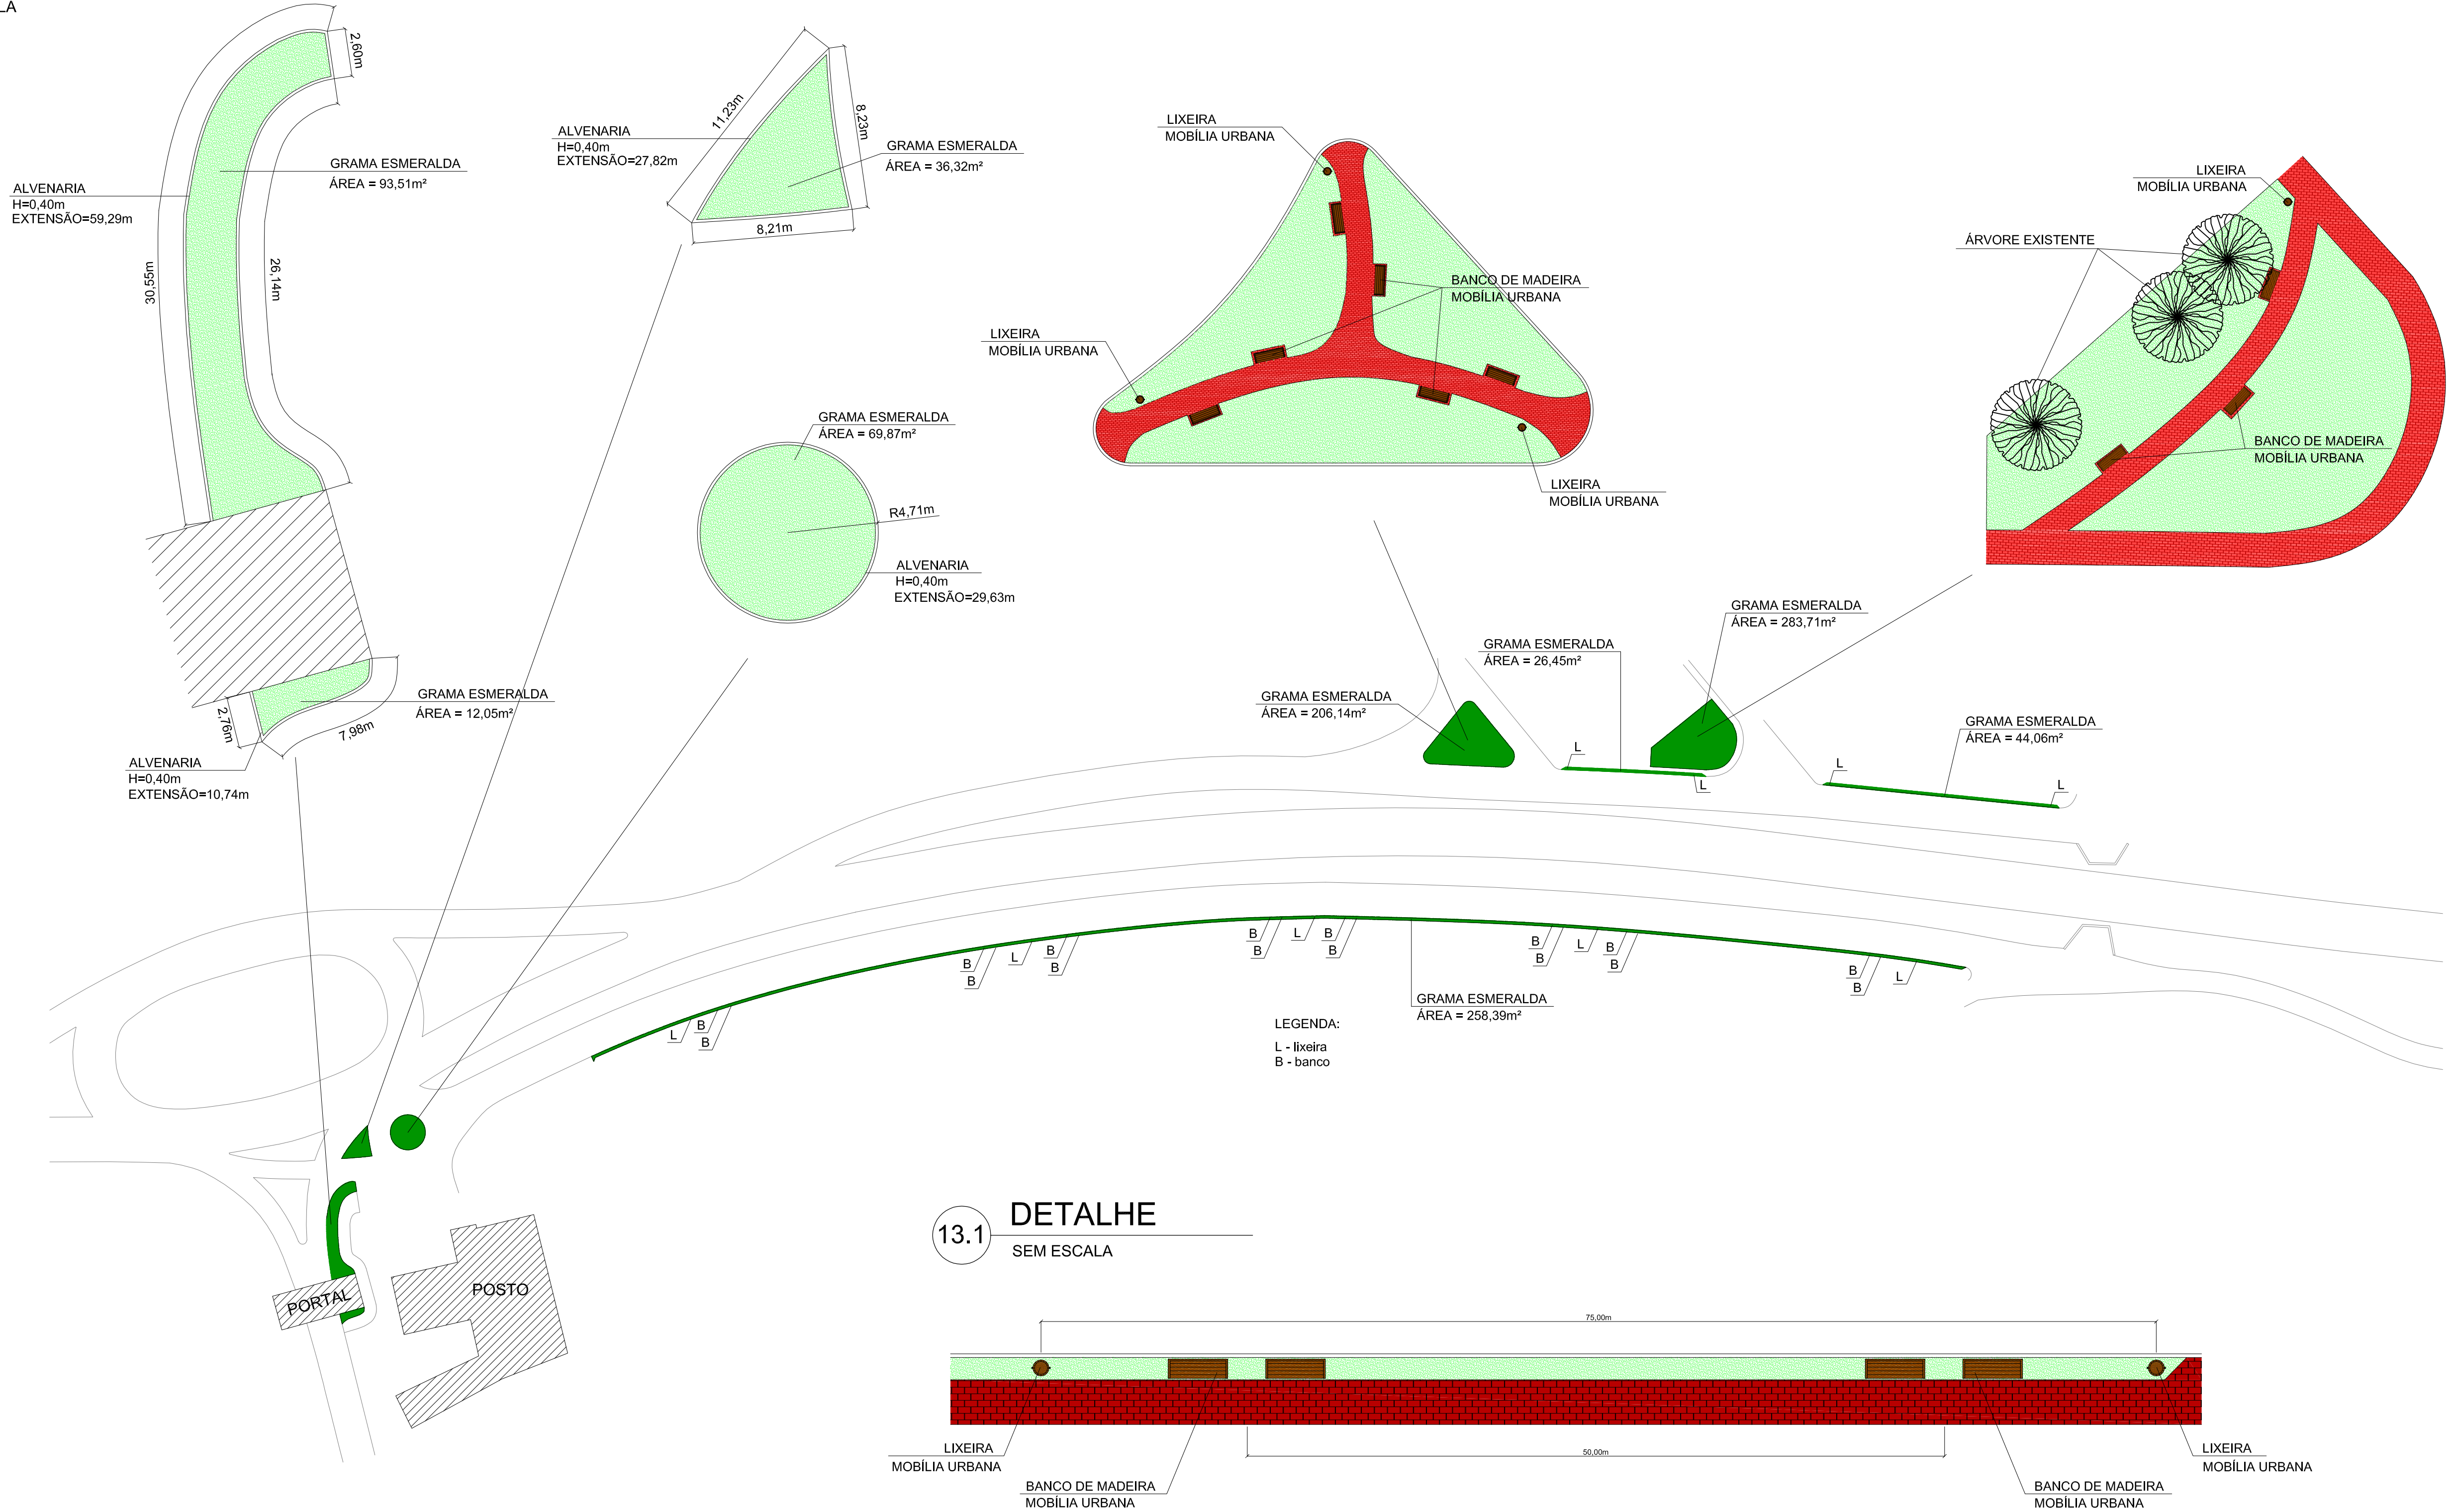 LA
2,60m
30,55m
26,14m
GRAMA ESMERALDA
ÁREA = 93,51m²
ALVENARIA
H=0,40m
EXTENSÃO=59,29m
11,23m
8,23m
8,21m
ALVENARIA
H=0,40m
EXTENSÃO=27,82m
GRAMA ESMERALDA
ÁREA = 36,32m²
GRAMA ESMERALDA
ÁREA = 69,87m²
R4,71m
ALVENARIA
H=0,40m
EXTENSÃO=29,63m
2,76m
7,98m
GRAMA ESMERALDA
ÁREA = 12,05m²
ALVENARIA
H=0,40m
EXTENSÃO=10,74m
LIXEIRA
MOBÍLIA URBANA
BANCO DE MADEIRA
MOBÍLIA URBANA
LIXEIRA
MOBÍLIA URBANA
LIXEIRA
MOBÍLIA URBANA
LIXEIRA
MOBÍLIA URBANA
ÁRVORE EXISTENTE
BANCO DE MADEIRA
MOBÍLIA URBANA
GRAMA ESMERALDA
ÁREA = 283,71m²
GRAMA ESMERALDA
ÁREA = 26,45m²
GRAMA ESMERALDA
ÁREA = 206,14m²
GRAMA ESMERALDA
ÁREA = 44,06m²
L
L
L
L
L
B
B
B
B
L
B
B
B
B
L
B
B
B
B
L
B
B
B
B
L
GRAMA ESMERALDA
ÁREA = 258,39m²
LEGENDA:
L - lixeira
B - banco
PORTAL
POSTO
13.1
DETALHE
SEM ESCALA
75,00m
50,00m
LIXEIRA
MOBÍLIA URBANA
BANCO DE MADEIRA
MOBÍLIA URBANA
BANCO DE MADEIRA
MOBÍLIA URBANA
LIXEIRA
MOBÍLIA URBANA